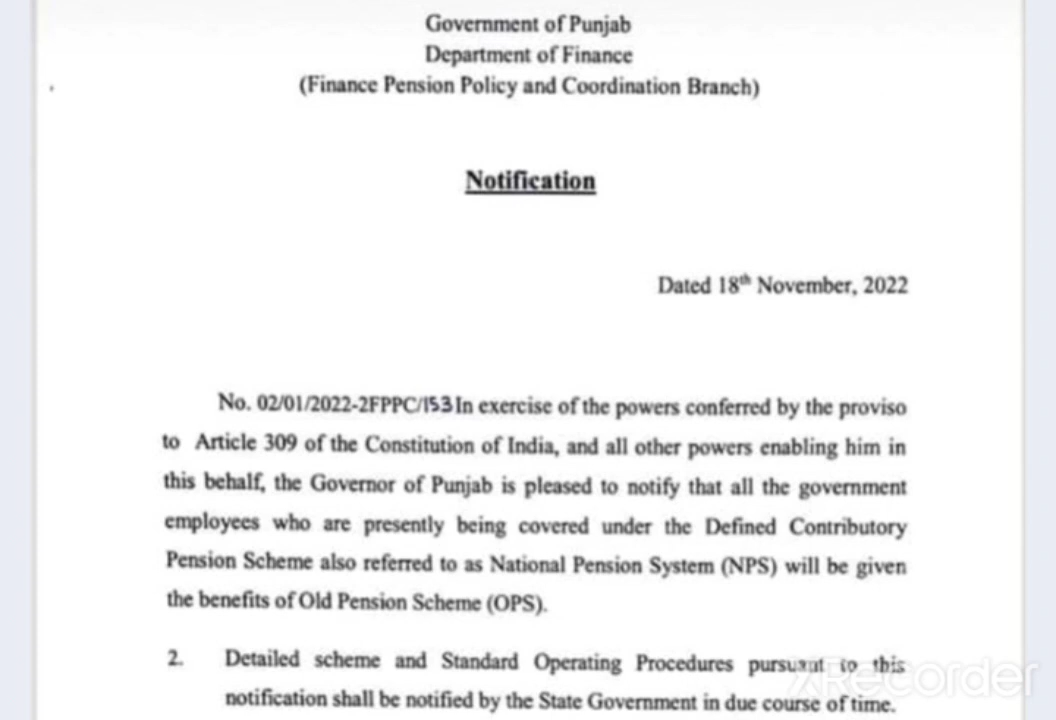 Government of Punjab
Department of Finance
(Finance Pension Policy and Coordination Branch)
Notification
Dated 18th November, 2022
No. 02/01/2022-2FPPC/153 In exercise of the powers conferred by the proviso
to Article 309 of the Constitution of India, and all other powers enabling him in
this behalf, the Governor of Punjab is pleased to notify that all the government
employees who are presently being covered under the Defined Contributory
Pension Scheme also referred to as National Pension System (NPS) will be given
the benefits of Old Pension Scheme (OPS).
2. Detailed scheme and Standard Operating Procedures pursuant to this
notification shall be notified by the State Government in due course of time.
XRecorder